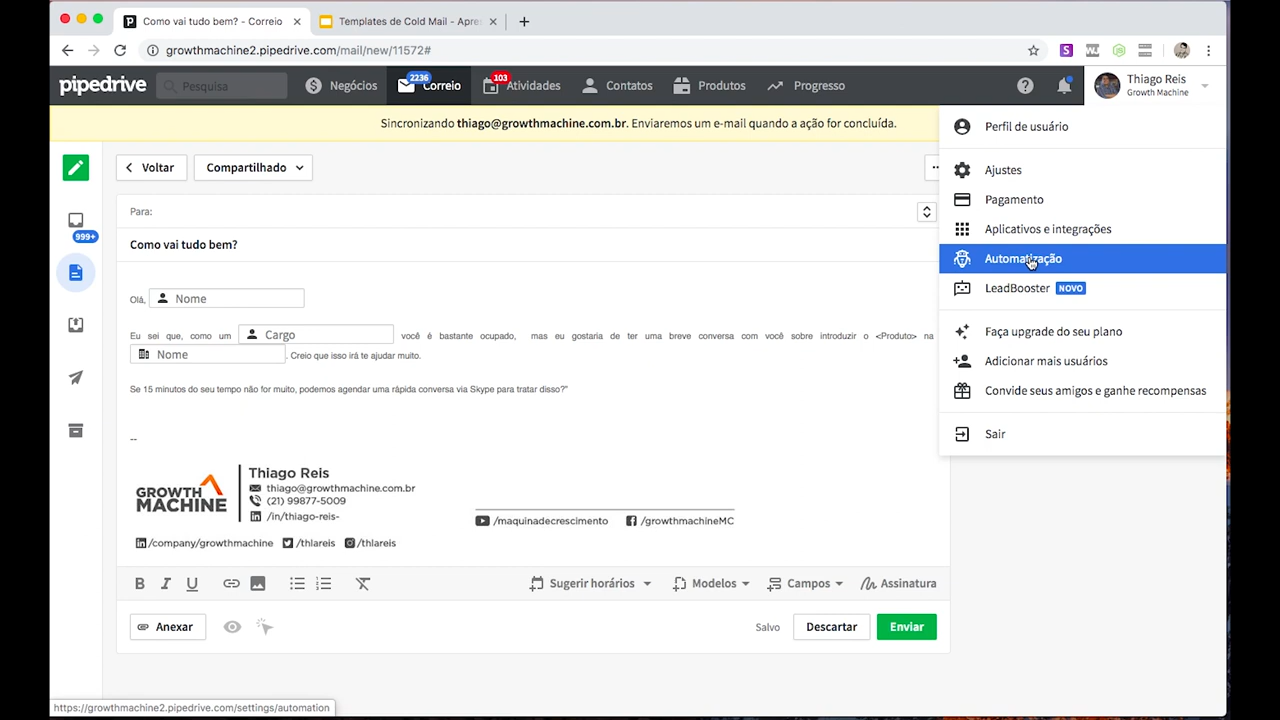 Como vai tudo bem? - Correio
Templates de Cold Mail - Apres
growthmachine2.pipedrive.com/mail/new/11572#
pipedrive
Pesquisa
Negócios
2236
Correio
103
Atividades
Contatos
Produtos
Progresso
Thiago Reis
Growth Machine
Sincronizando thiago@growthmachine.com.br. Enviaremos um e-mail quando a ação for concluída.
Perfil de usuário
Ajustes
Pagamento
Aplicativos e integrações
Automatização
LeadBooster NOVO
Faça upgrade do seu plano
Adicionar mais usuários
Convide seus amigos e ganhe recompensas
Sair
999+
Voltar
Compartilhado
Para:
Como vai tudo bem?
Olá, Nome
Eu sei que, como um Cargo você é bastante ocupado, mas eu gostaria de ter uma breve conversa com você sobre introduzir o <Produto> na
Nome . Creio que isso irá te ajudar muito.
Se 15 minutos do seu tempo não for muito, podemos agendar uma rápida conversa via Skype para tratar disso?"
--
GROWTH
MACHINE
Thiago Reis
thiago@growthmachine.com.br
(21) 99877-5009
/in/thiago-reis-
/maquinadecrescimento
/growthmachineMC
/company/growthmachine
/thlareis
/thlareis
B I U
Sugerir horários
Modelos
Campos
Assinatura
Anexar
Salvo
Descartar
Enviar
https://growthmachine2.pipedrive.com/settings/automation